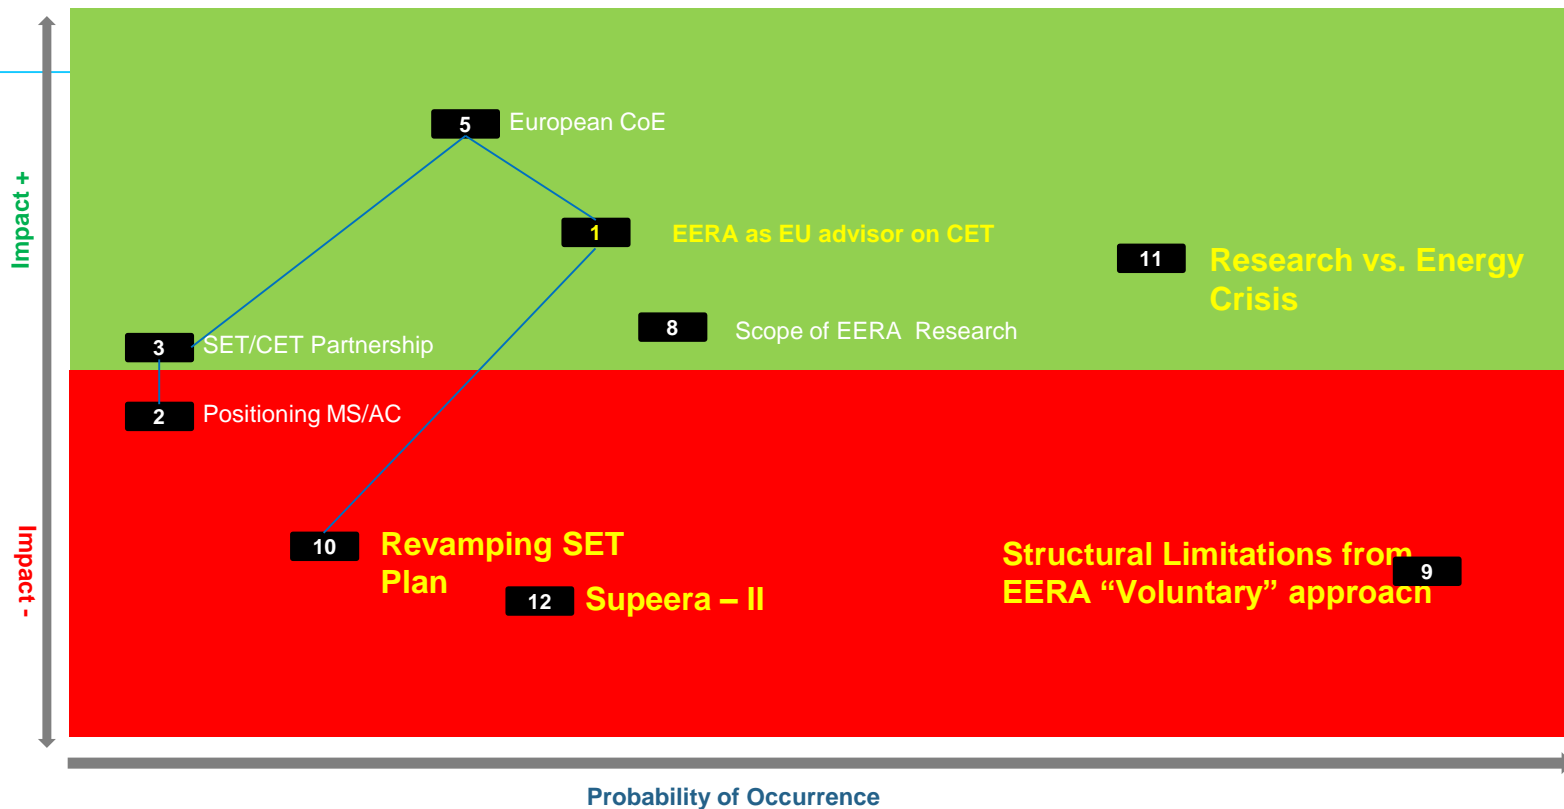 5 European CoE
Impact +
1 EERA as EU advisor on CET
11 Research vs. Energy
Crisis
8 Scope of EERA Research
3 SET/CET Partnership
2 Positioning MS/AC
Impact -
10 Revamping SET
Plan
Structural Limitations from
EERA “Voluntary” approach
9
12 Supeera – II
Probability of Occurrence